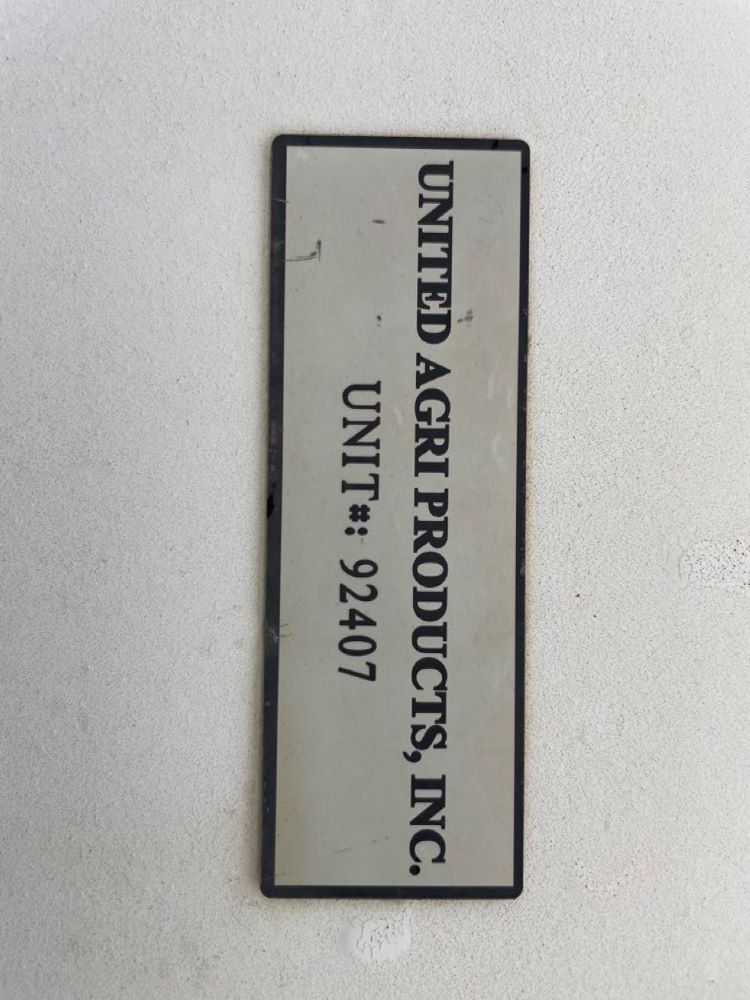 UNITED AGRI PRODUCTS, INC.
UNIT#: 92407